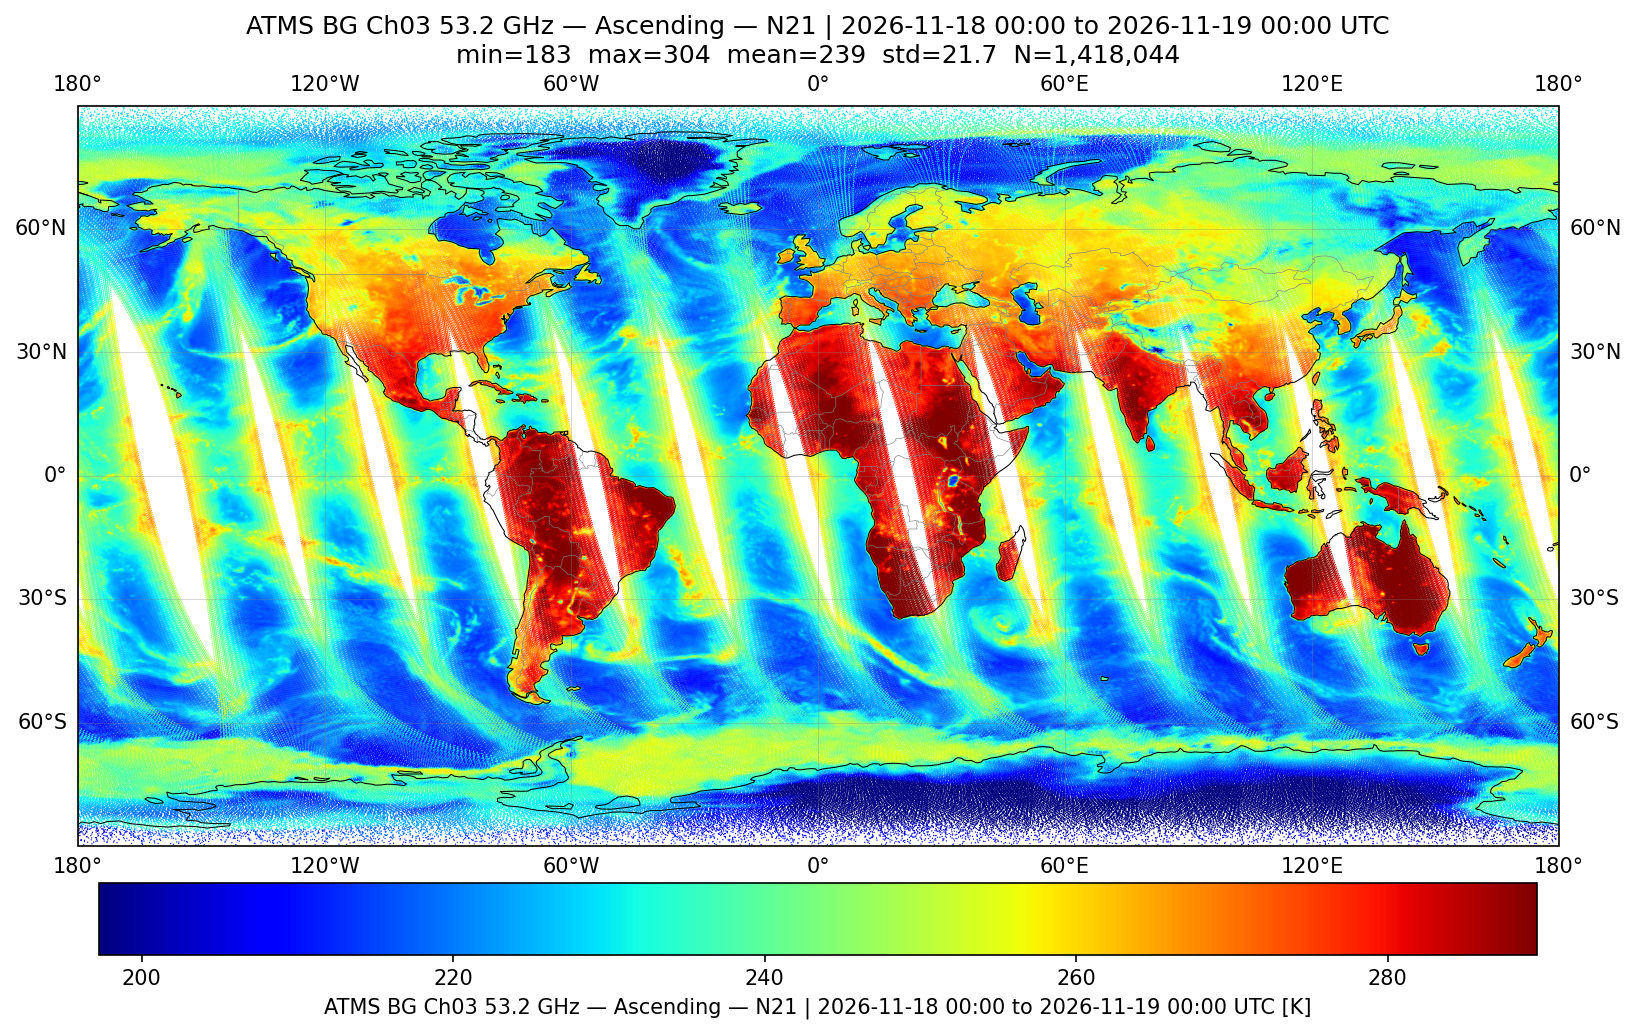 ATMS BG Ch03 53.2 GHz — Ascending — N21 | 2026-11-18 00:00 to 2026-11-19 00:00 UTC
min=183  max=304  mean=239  std=21.7  N=1,418,044
180° 120°W 60°W 0° 60°E 120°E 180°
60°N 60°N
30°N 30°N
0° 0°
30°S 30°S
60°S 60°S
180° 120°W 60°W 0° 60°E 120°E 180°
200 220 240 260 280
ATMS BG Ch03 53.2 GHz — Ascending — N21 | 2026-11-18 00:00 to 2026-11-19 00:00 UTC [K]